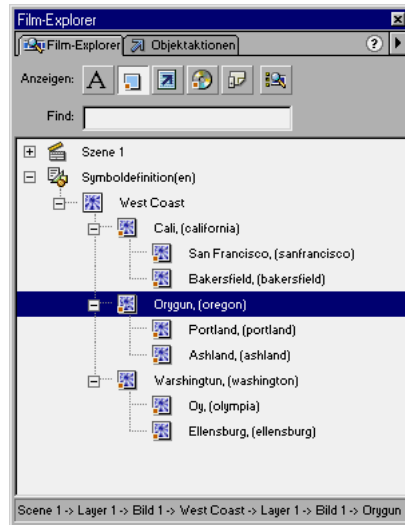 Film-Explorer
Film-Explorer Objektaktionen ?
Anzeigen: A
Find:
Szene 1
Symboldefinition(en)
West Coast
Cali, (california)
San Francisco, (sanfrancisco)
Bakersfield, (bakersfield)
Orygun, (oregon)
Portland, (portland)
Ashland, (ashland)
Warshingtun, (washington)
Oy, (olympia)
Ellensburg, (ellensburg)
Scene 1 -> Layer 1 -> Bild 1 -> West Coast -> Layer 1 -> Bild 1 -> Orygun